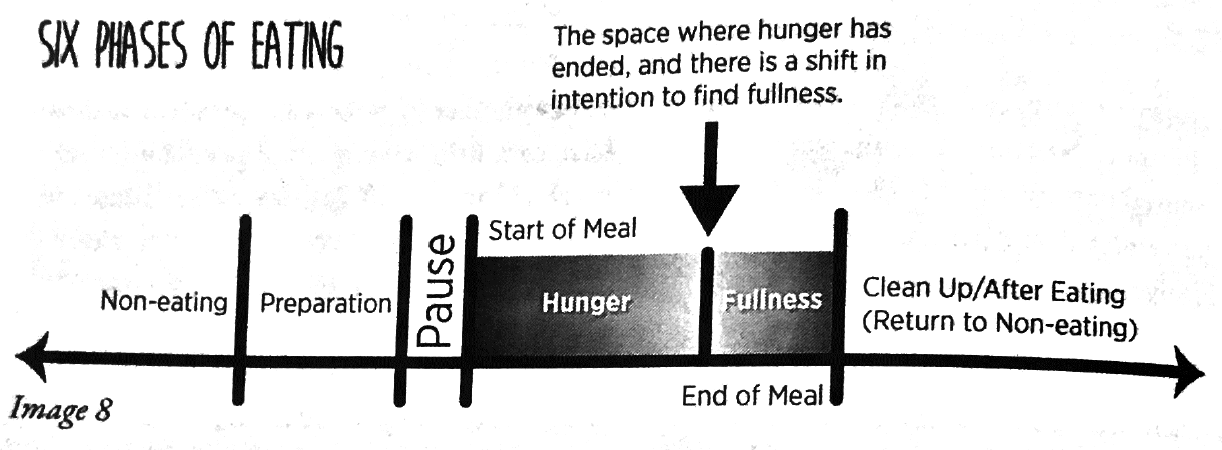 SIX PHASES OF EATING
The space where hunger has
ended, and there is a shift in
intention to find fullness.
Start of Meal
Non-eating
Preparation
Pause
Hunger
Fullness
Clean Up/After Eating
(Return to Non-eating)
End of Meal
Image 8